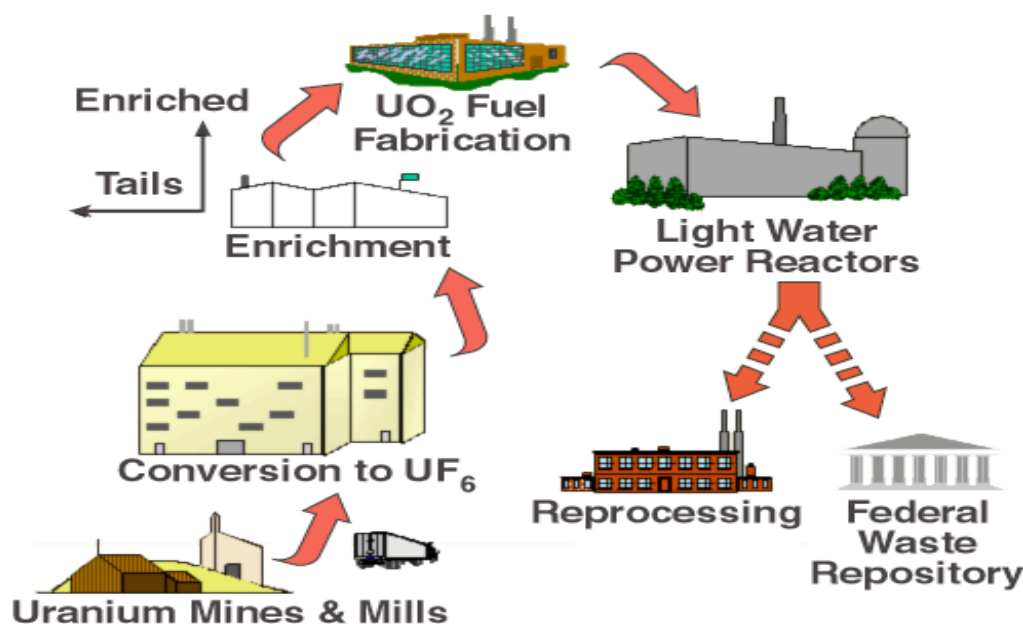 Enriched
Tails
UO₂ Fuel
Fabrication
Enrichment
Light Water
Power Reactors
Conversion to UF₆
Reprocessing
Federal
Waste
Repository
Uranium Mines & Mills